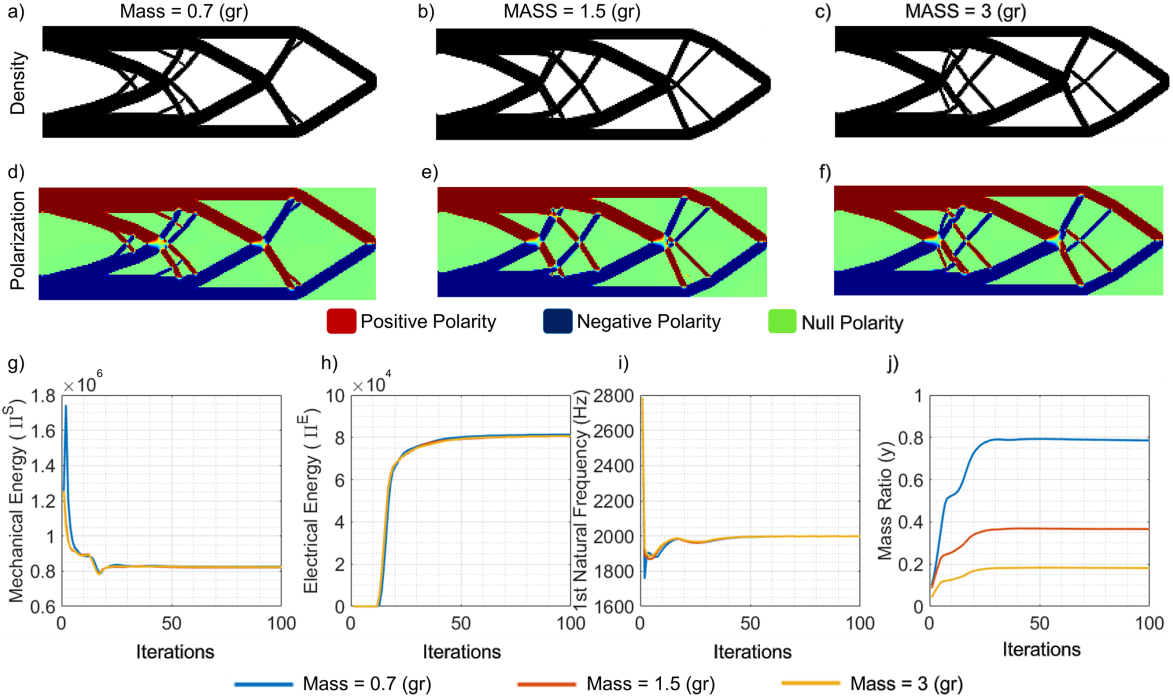 a) Mass = 0.7 (gr) b) MASS = 1.5 (gr) c) MASS = 3 (gr)
Density
d) e) f)
Polarization
Positive Polarity Negative Polarity Null Polarity
g) h) i) j)
Mechanical Energy ( ΠS)
× 10^6
1.8
1.6
1.4
1.2
1
0.8
0.6
0 50 100
Iterations
Electrical Energy ( ΠE)
× 10^4
10
8
6
4
2
0
0 50 100
Iterations
1st Natural Frequency (Hz)
2800
2600
2400
2200
2000
1800
1600
0 50 100
Iterations
Mass Ratio (y)
1
0.8
0.6
0.4
0.2
0
0 50 100
Iterations
Mass = 0.7 (gr) Mass = 1.5 (gr) Mass = 3 (gr)